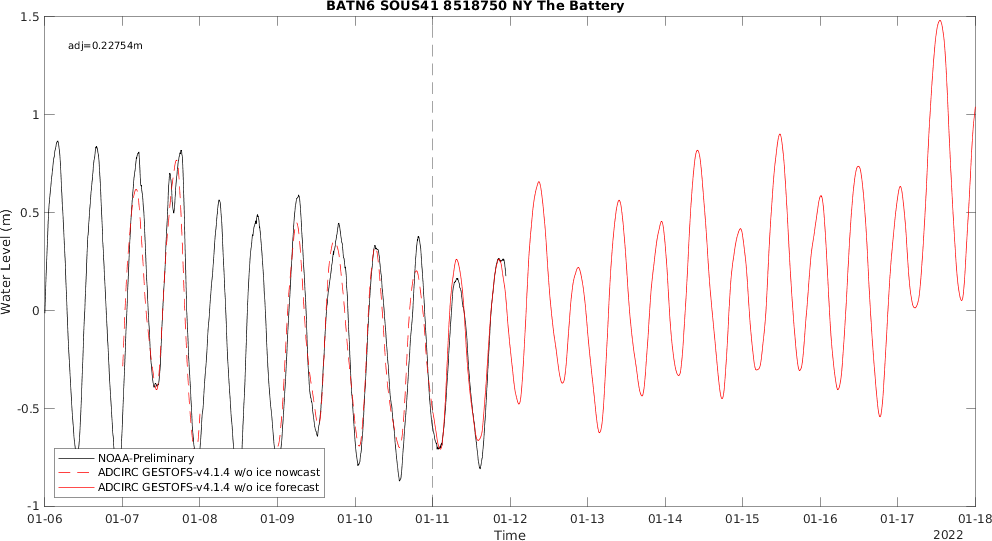 BATN6 SOUS41 8518750 NY The Battery
adj=0.22754m
1.5
1
0.5
0
-0.5
-1
Water Level (m)
NOAA-Preliminary
ADCIRC GESTOFS-v4.1.4 w/o ice nowcast
ADCIRC GESTOFS-v4.1.4 w/o ice forecast
01-06 01-07 01-08 01-09 01-10 01-11 01-12 01-13 01-14 01-15 01-16 01-17 01-18
Time
2022